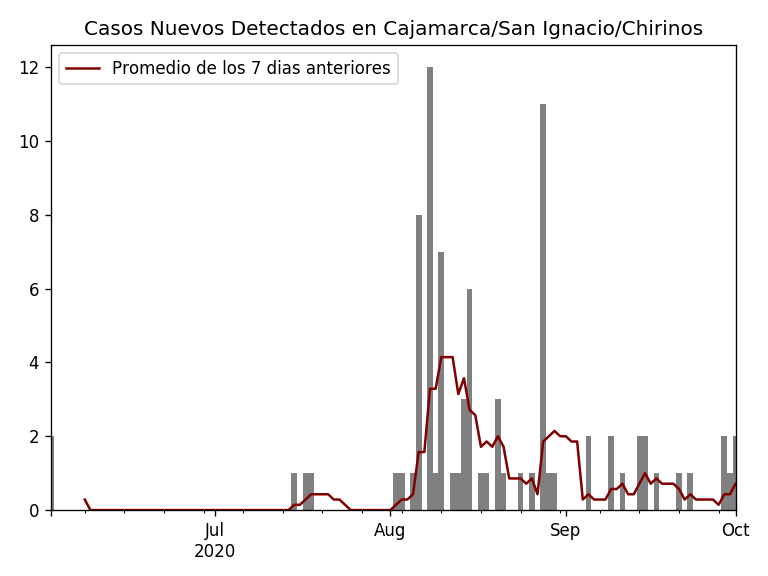 Casos Nuevos Detectados en Cajamarca/San Ignacio/Chirinos
Promedio de los 7 dias anteriores
12
10
8
6
4
2
0
Jul
2020
Aug
Sep
Oct